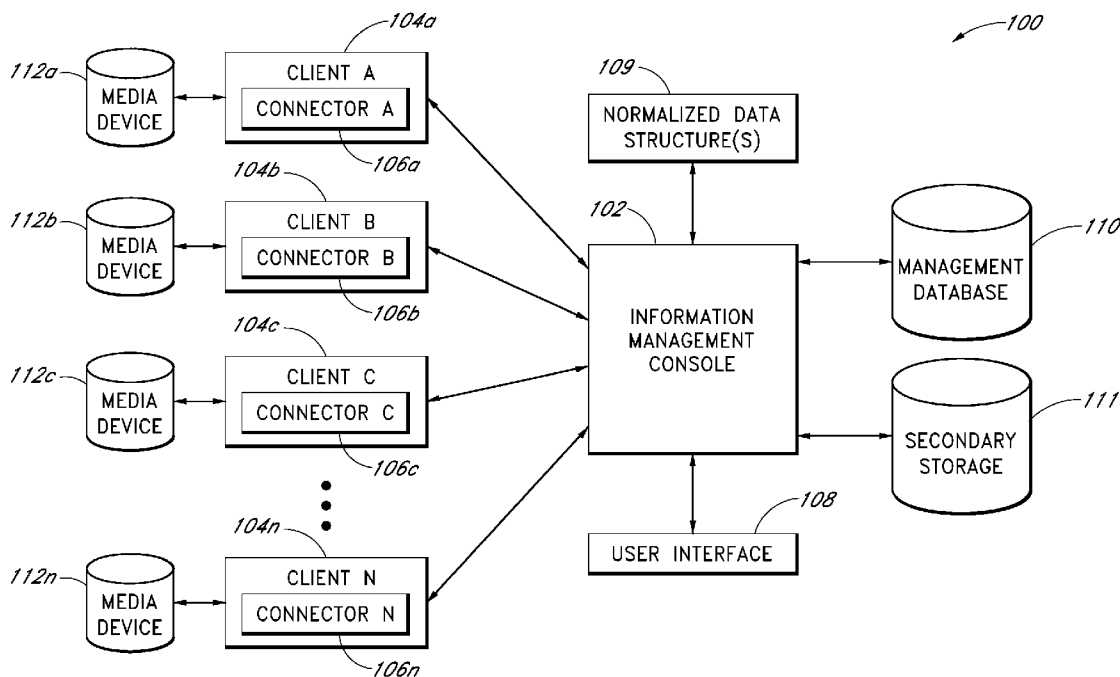 100
104a
112a
MEDIA
DEVICE
CLIENT A
CONNECTOR A
106a
109
NORMALIZED DATA
STRUCTURE(S)
104b
112b
MEDIA
DEVICE
CLIENT B
CONNECTOR B
106b
102
INFORMATION
MANAGEMENT
CONSOLE
110
MANAGEMENT
DATABASE
104c
112c
MEDIA
DEVICE
CLIENT C
CONNECTOR C
106c
111
SECONDARY
STORAGE
104n
112n
MEDIA
DEVICE
CLIENT N
CONNECTOR N
106n
108
USER INTERFACE